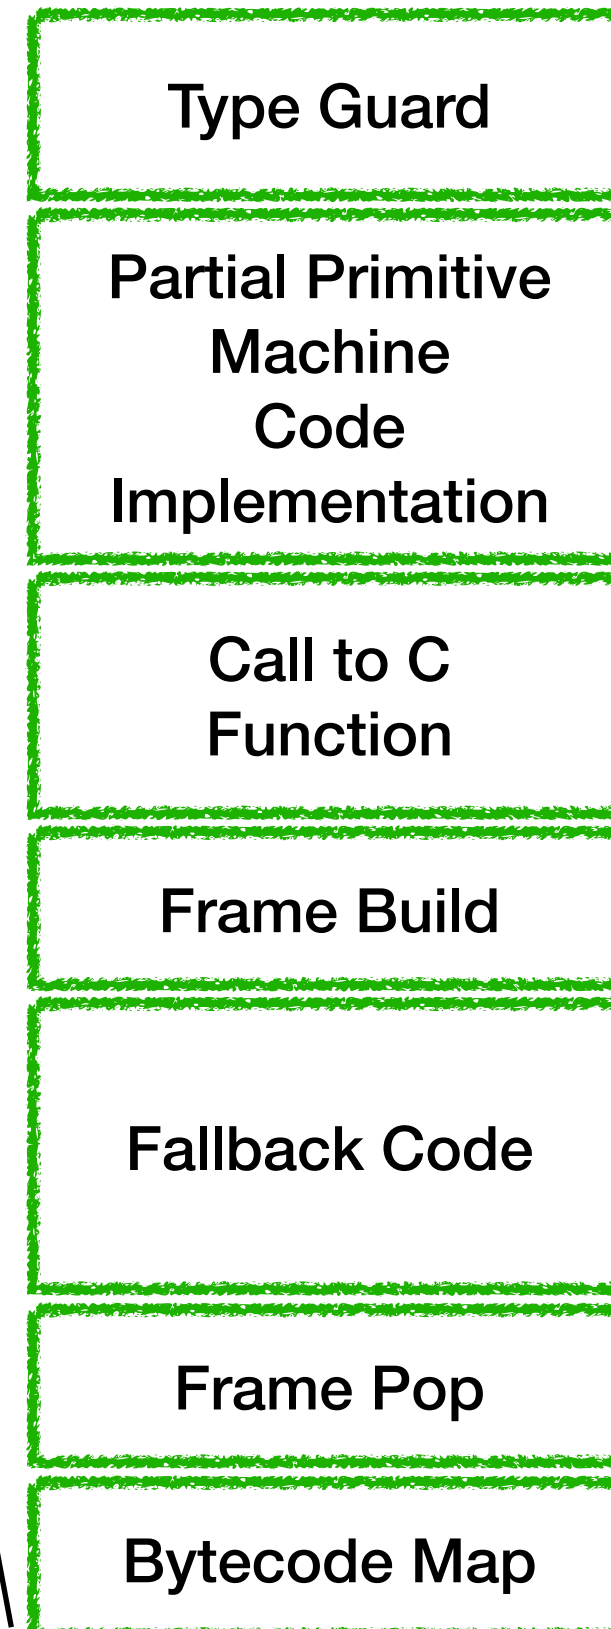 Type Guard
Partial Primitive
Machine
Code
Implementation
Call to C
Function
Frame Build
Fallback Code
Frame Pop
Bytecode Map